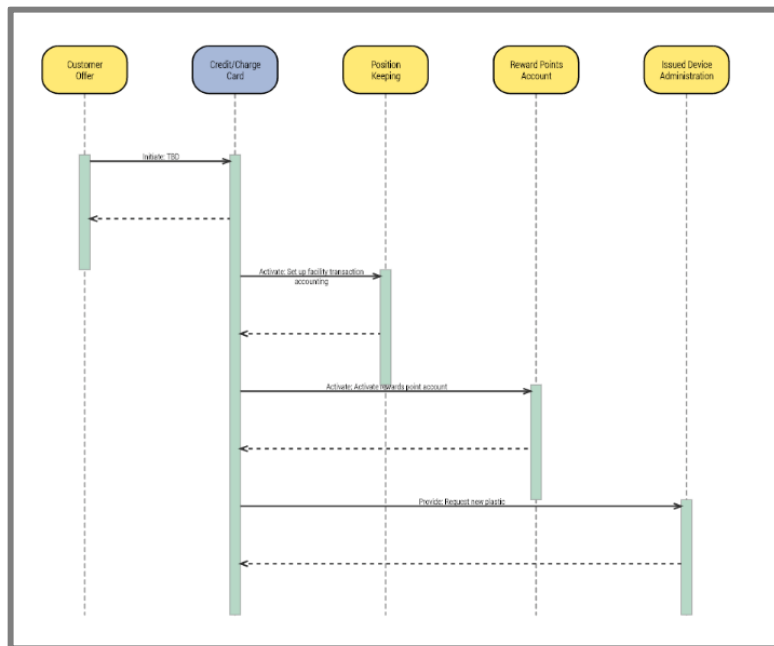 Customer
Offer
Credit/Charge
Card
Position
Keeping
Reward Points
Account
Issued Device
Administration
Initiate: TBD
Activate: Set up facility transaction
accounting
Activate: Activate rewards point account
Provide: Request new plastic